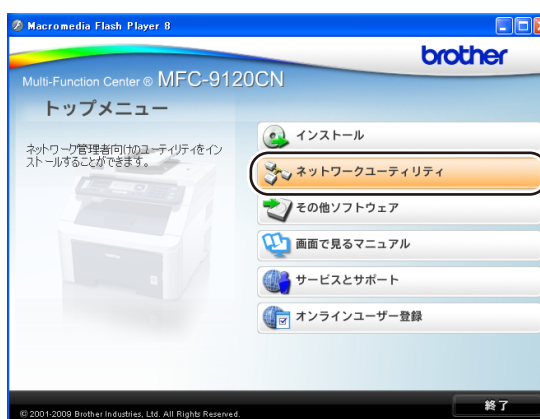 Macromedia Flash Player 8
brother
Multi-Function Center ® MFC-9120CN
トップメニュー
ネットワーク管理者向けのユーティリティをイン
ストールすることができます。
インストール
ネットワークユーティリティ
その他ソフトウェア
画面で見るマニュアル
サービスとサポート
オンラインユーザー登録
© 2001-2009 Brother Industries, Ltd. All Rights Reserved.
終了